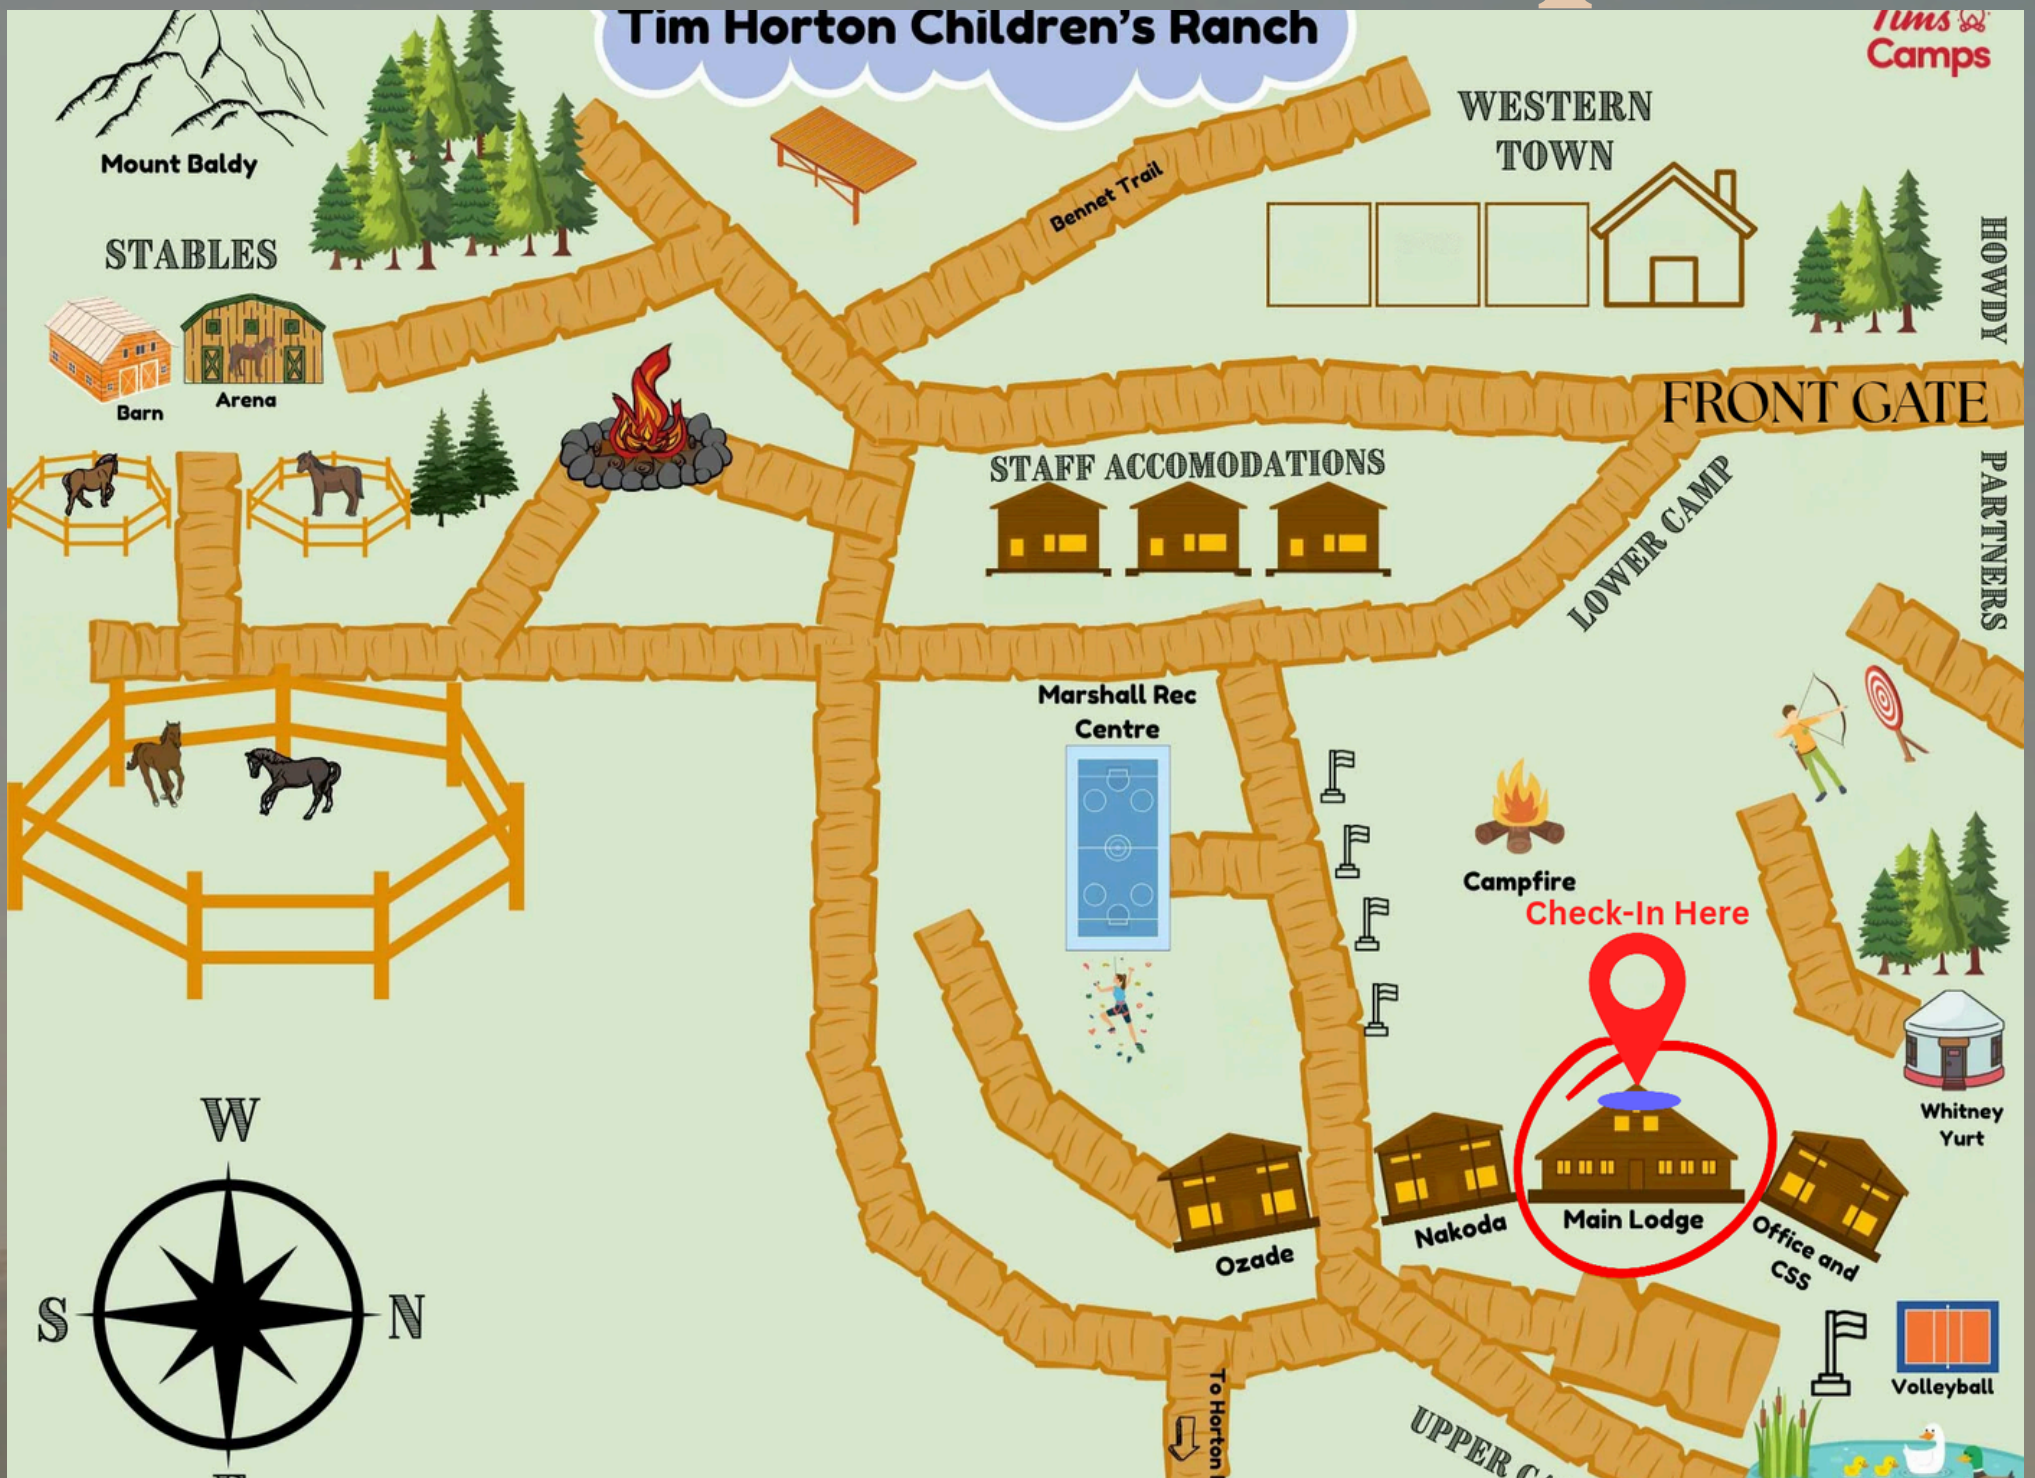 Tim Horton Children's Ranch
Tims
Camps
Mount Baldy
WESTERN
TOWN
Bennet Trail
STABLES
HOWDY
Barn
Arena
FRONT GATE
STAFF ACCOMODATIONS
LOWER CAMP
PARTNERS
Marshall Rec
Centre
Campfire
Check-In Here
Whitney
Yurt
Ozade
Nakoda
Main Lodge
Office and
CSS
W
S
N
Volleyball
To Horton
UPPER